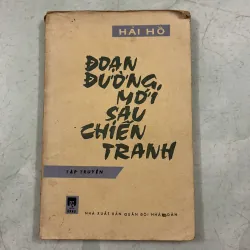 HẢI HỒ
ĐOẠN
ĐƯỜNG
MỚI
SAU
CHIẾN
TRANH
TẬP TRUYỆN
NHÀ XUẤT BẢN QUÂN ĐỘI NHÂN DÂN